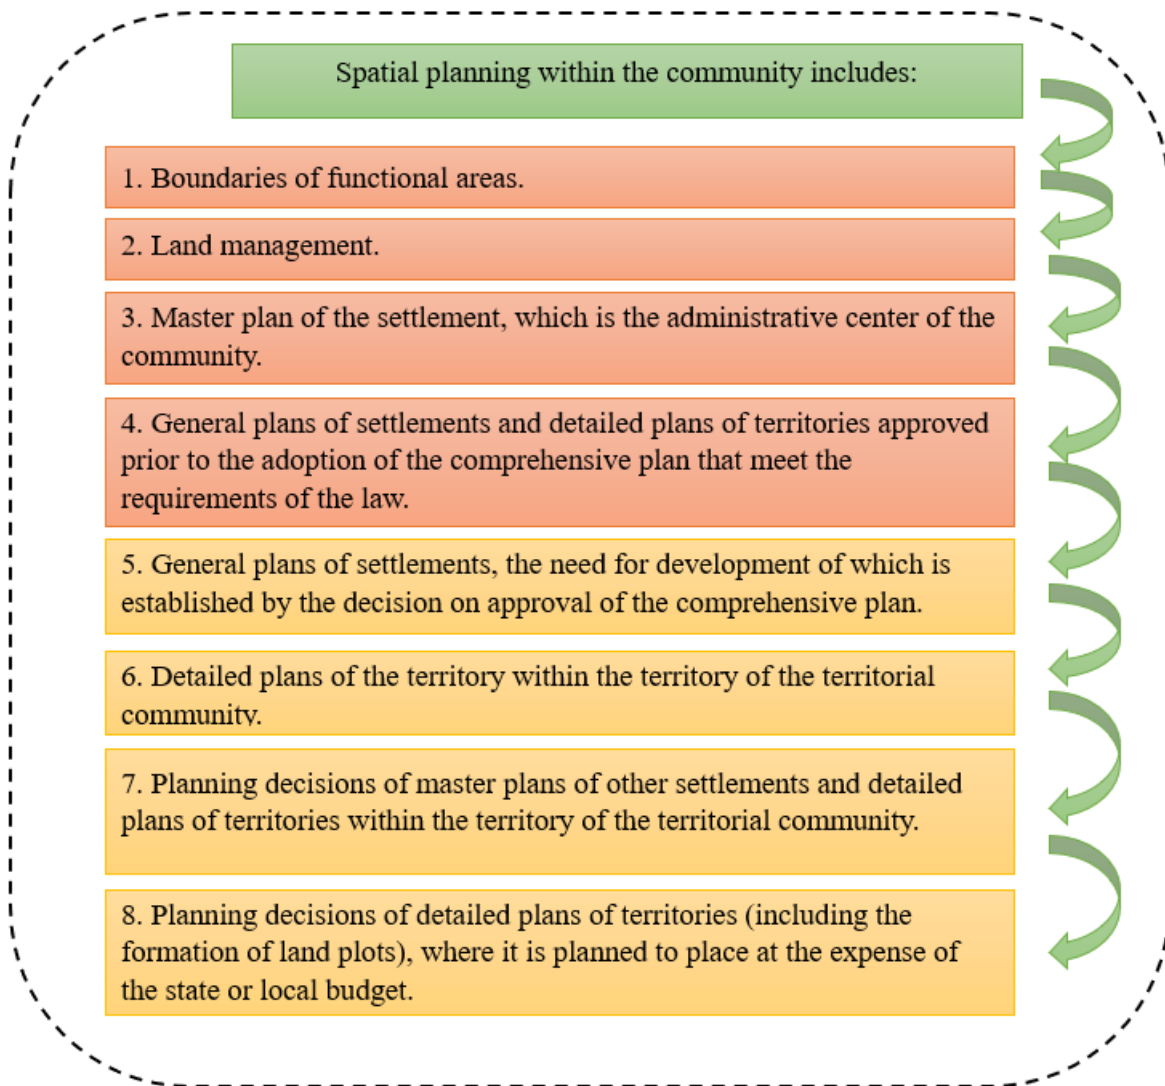 Spatial planning within the community includes:
1. Boundaries of functional areas.
2. Land management.
3. Master plan of the settlement, which is the administrative center of the
community.
4. General plans of settlements and detailed plans of territories approved
prior to the adoption of the comprehensive plan that meet the
requirements of the law.
5. General plans of settlements, the need for development of which is
established by the decision on approval of the comprehensive plan.
6. Detailed plans of the territory within the territory of the territorial
community.
7. Planning decisions of master plans of other settlements and detailed
plans of territories within the territory of the territorial community.
8. Planning decisions of detailed plans of territories (including the
formation of land plots), where it is planned to place at the expense of
the state or local budget.